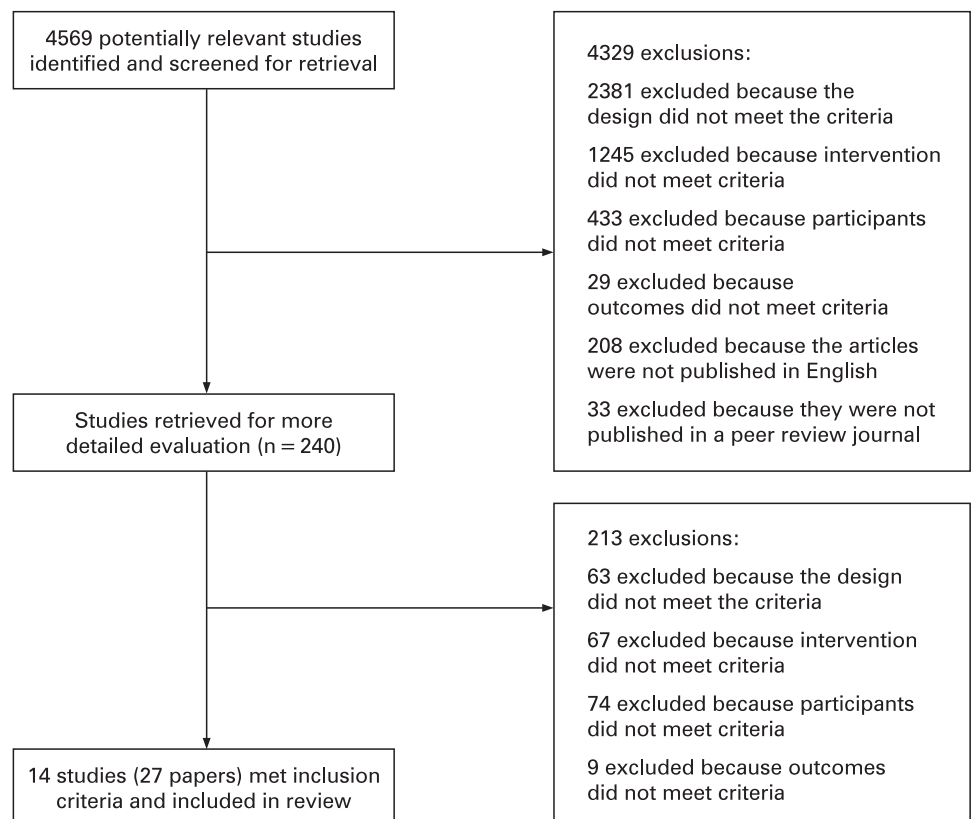 4569 potentially relevant studies
identified and screened for retrieval
4329 exclusions:
2381 excluded because the
design did not meet the criteria
1245 excluded because intervention
did not meet criteria
433 excluded because participants
did not meet criteria
29 excluded because
outcomes did not meet criteria
208 excluded because the articles
were not published in English
33 excluded because they were not
published in a peer review journal
Studies retrieved for more
detailed evaluation (n = 240)
213 exclusions:
63 excluded because the design
did not meet the criteria
67 excluded because intervention
did not meet criteria
74 excluded because participants
did not meet criteria
9 excluded because outcomes
did not meet criteria
14 studies (27 papers) met inclusion
criteria and included in review